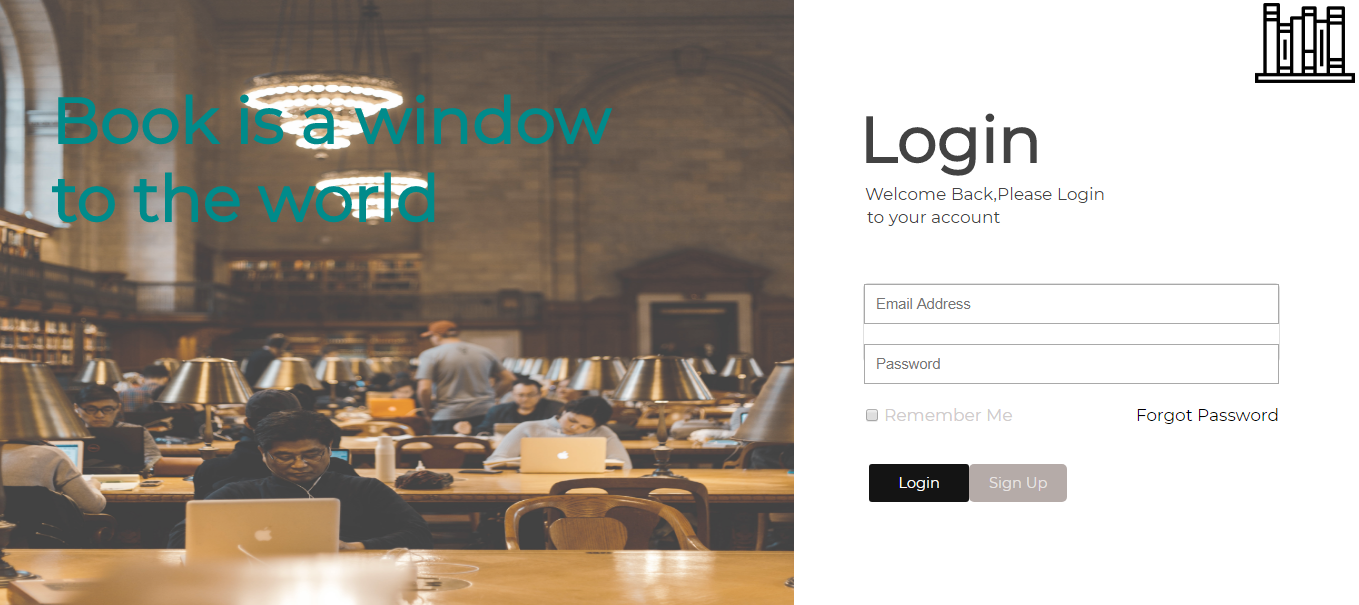 Book is a window
to the world
Login
Welcome Back,Please Login
to your account
Email Address
Password
Remember Me
Forgot Password
Login
Sign Up